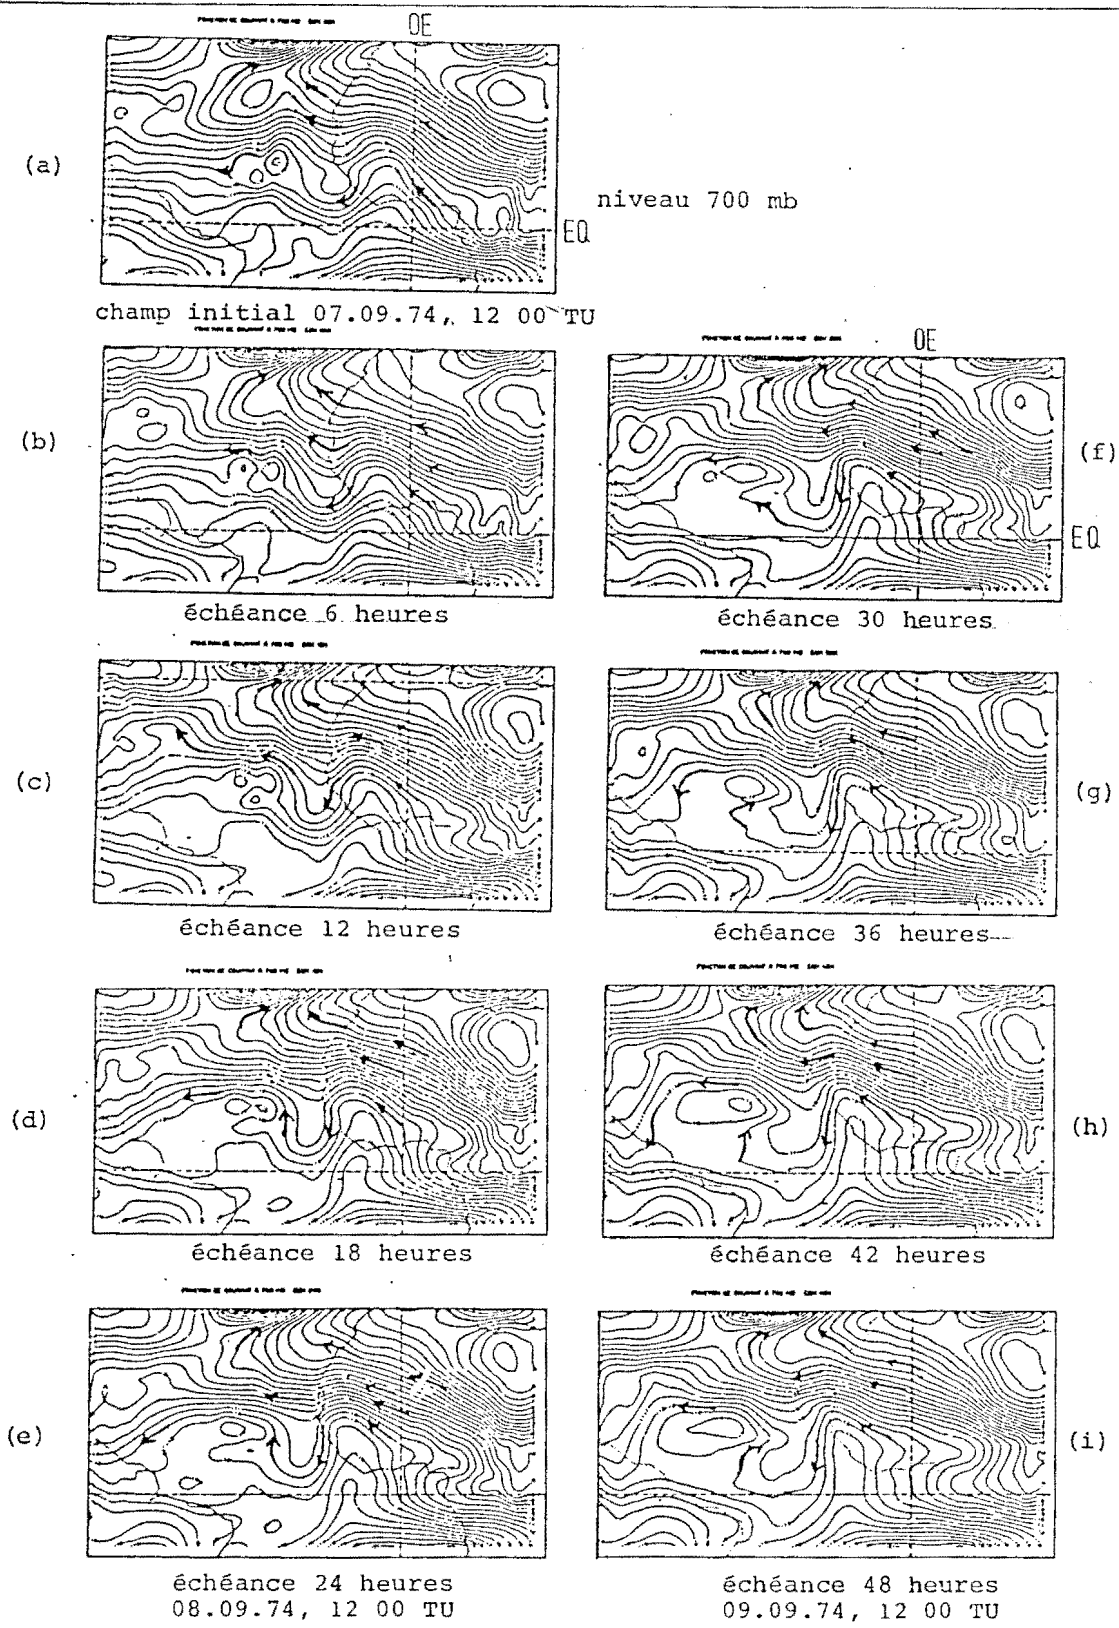 OE
(a)
niveau 700 mb
EQ
champ initial 07.09.74, 12 00 TU
(b)
échéance 6 heures
OE
(f)
EQ
échéance 30 heures
(c)
échéance 12 heures
(g)
échéance 36 heures
(d)
échéance 18 heures
(h)
échéance 42 heures
(e)
échéance 24 heures
08.09.74, 12 00 TU
(i)
échéance 48 heures
09.09.74, 12 00 TU